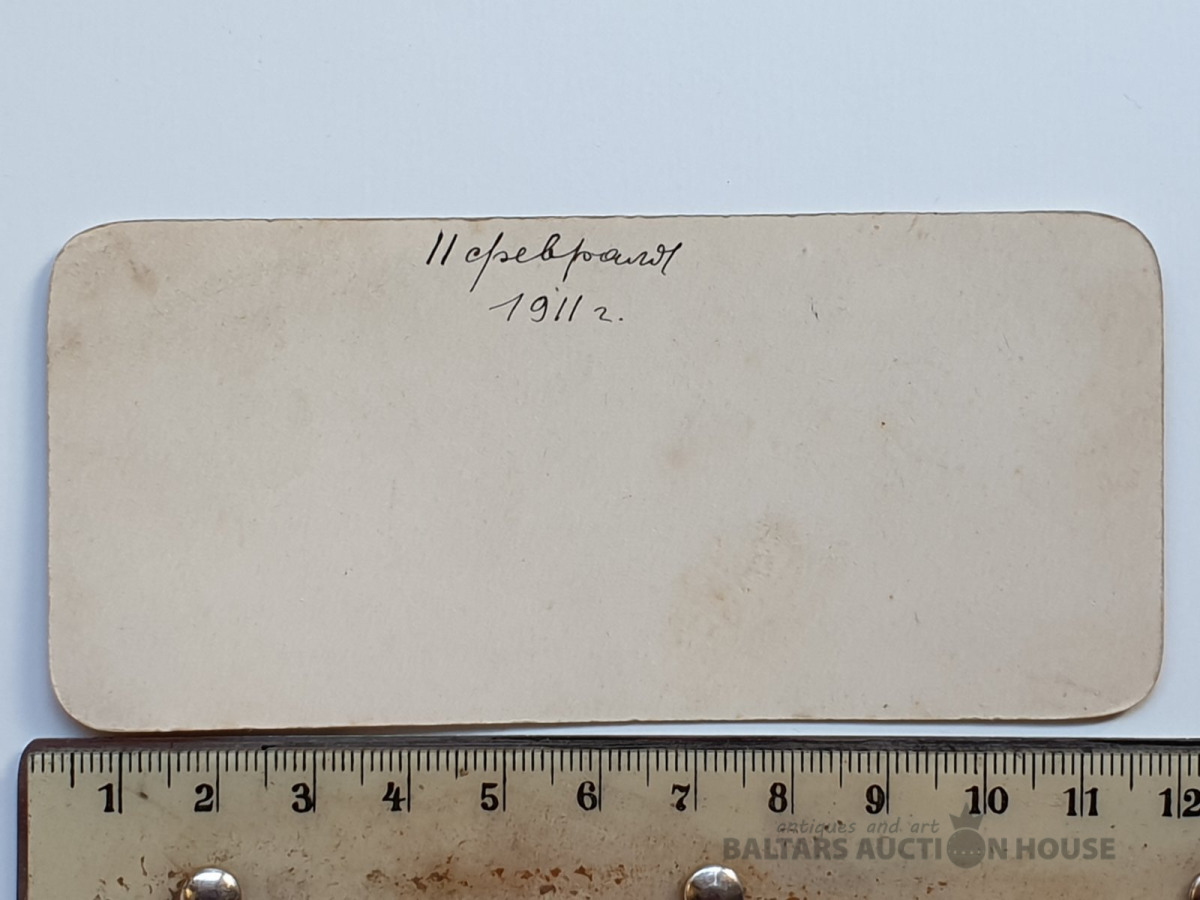 11 февраля
1911 г.
1 2 3 4 5 6 7 8 9 10 11 12
antiques and art
BALTARS AUCTION HOUSE